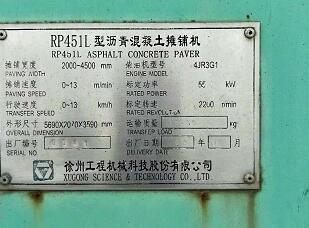 RP451L 型沥青混凝土摊铺机
RP451L ASPHALT CONCRETE PAVER
摊铺宽度 2000-4500 mm 柴油机型号 4JR3G1
PAVING WIDTH ENGINE MODEL
摊铺速度 0~13 m/min 标定功率 55 kW
PAVING SPEED RATED POWER
行驶速度 0~13 km/h 标定转速 2200 r/min
TRANSFER SPEED RATED REVOLUTION
外形尺寸 5690X2020X3590 mm 运输质量 kg
OVERALL DIMENSION TRANSFER LOAD
出厂编号 出厂日期 年 月
SERIAL NO. DELIVERY DATE
徐州工程机械科技股份有限公司
XUGONG SCIENCE & TECHNOLOGY CO., LTD.